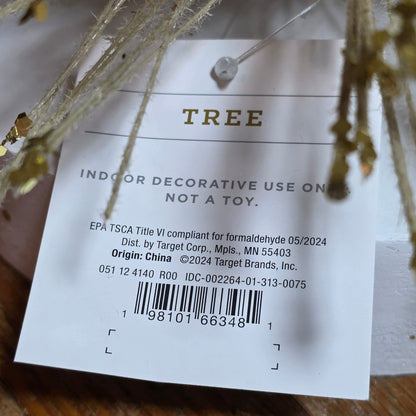 TREE
INDOOR DECORATIVE USE ONLY
NOT A TOY.
EPA TSCA Title VI compliant for formaldehyde 05/2024
Dist. by Target Corp., Mpls., MN 55403
Origin: China ©2024 Target Brands, Inc.
051 12 4140 R00 IDC-002264-01-313-0075
1 98101 66348 1